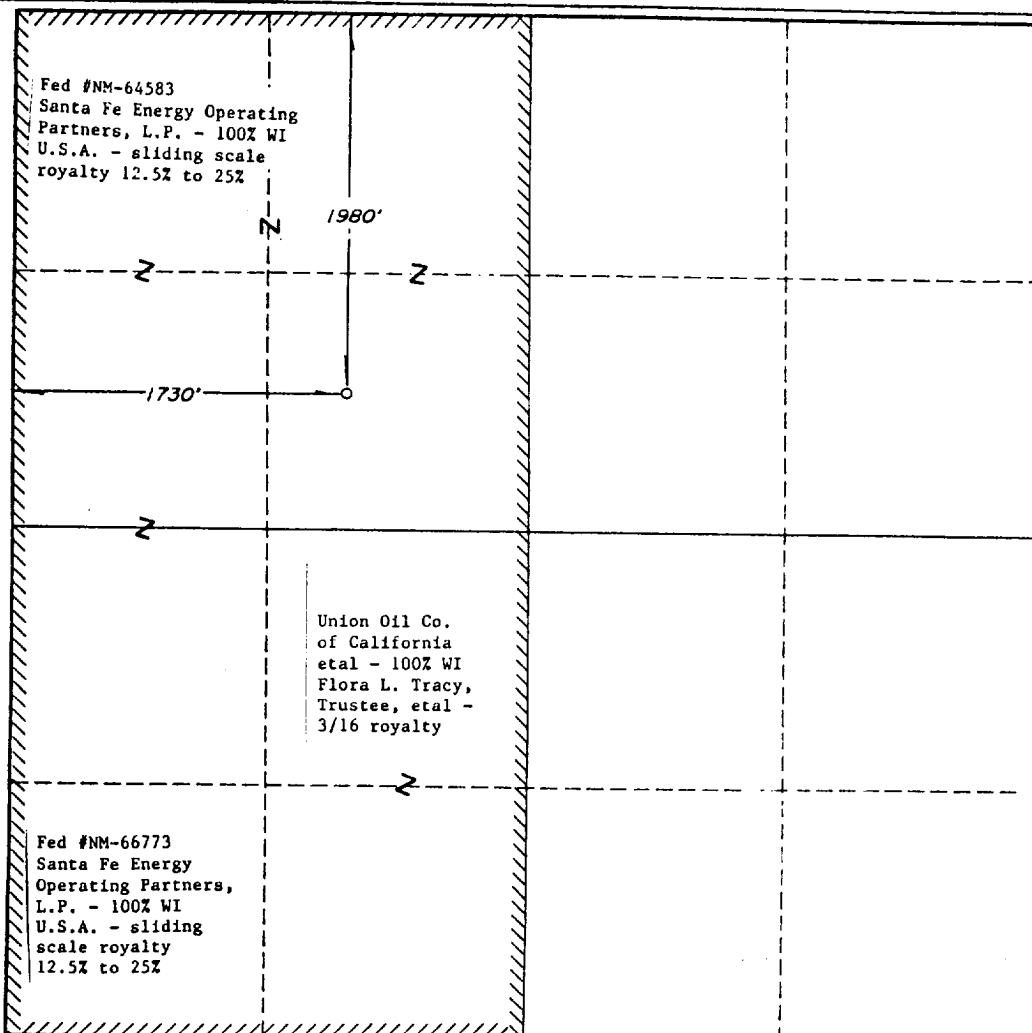 Fed #NM-64583
Santa Fe Energy Operating
Partners, L.P. - 100% WI
U.S.A. - sliding scale
royalty 12.5% to 25%
1980'
1730'
Union Oil Co.
of California
etal - 100% WI
Flora L. Tracy,
Trustee, etal -
3/16 royalty
Fed #NM-66773
Santa Fe Energy
Operating Partners,
L.P. - 100% WI
U.S.A. - sliding
scale royalty
12.5% to 25%